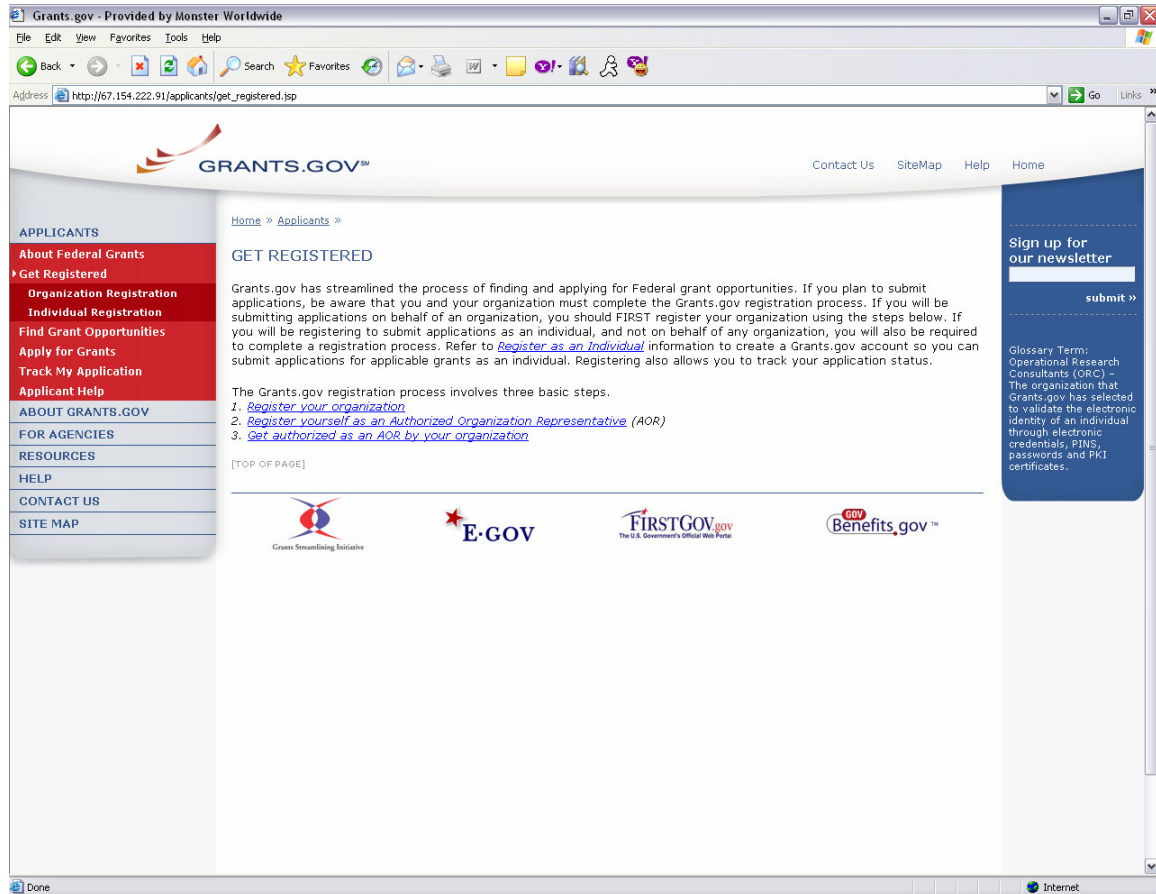 Grants.gov - Provided by Monster Worldwide
File Edit View Favorites Tools Help
Back Search Favorites
Address http://67.154.222.91/applicants/get_registered.jsp Go Links »
GRANTS.GOV℠
Contact Us SiteMap Help Home
APPLICANTS
About Federal Grants
Get Registered
Organization Registration
Individual Registration
Find Grant Opportunities
Apply for Grants
Track My Application
Applicant Help
ABOUT GRANTS.GOV
FOR AGENCIES
RESOURCES
HELP
CONTACT US
SITE MAP
Home » Applicants »
GET REGISTERED
Grants.gov has streamlined the process of finding and applying for Federal grant opportunities. If you plan to submit
applications, be aware that you and your organization must complete the Grants.gov registration process. If you will be
submitting applications on behalf of an organization, you should FIRST register your organization using the steps below. If
you will be registering to submit applications as an individual, and not on behalf of any organization, you will also be required
to complete a registration process. Refer to Register as an Individual information to create a Grants.gov account so you can
submit applications for applicable grants as an individual. Registering also allows you to track your application status.
The Grants.gov registration process involves three basic steps.
1. Register your organization
2. Register yourself as an Authorized Organization Representative (AOR)
3. Get authorized as an AOR by your organization
[TOP OF PAGE]
Grants Streamlining Initiative
E·GOV
FIRSTGOV.gov
The U.S. Government's Official Web Portal
GOV
Benefits.gov ™
Sign up for
our newsletter
submit »
Glossary Term:
Operational Research
Consultants (ORC) –
The organization that
Grants.gov has selected
to validate the electronic
identity of an individual
through electronic
credentials, PINS,
passwords and PKI
certificates.
Done Internet